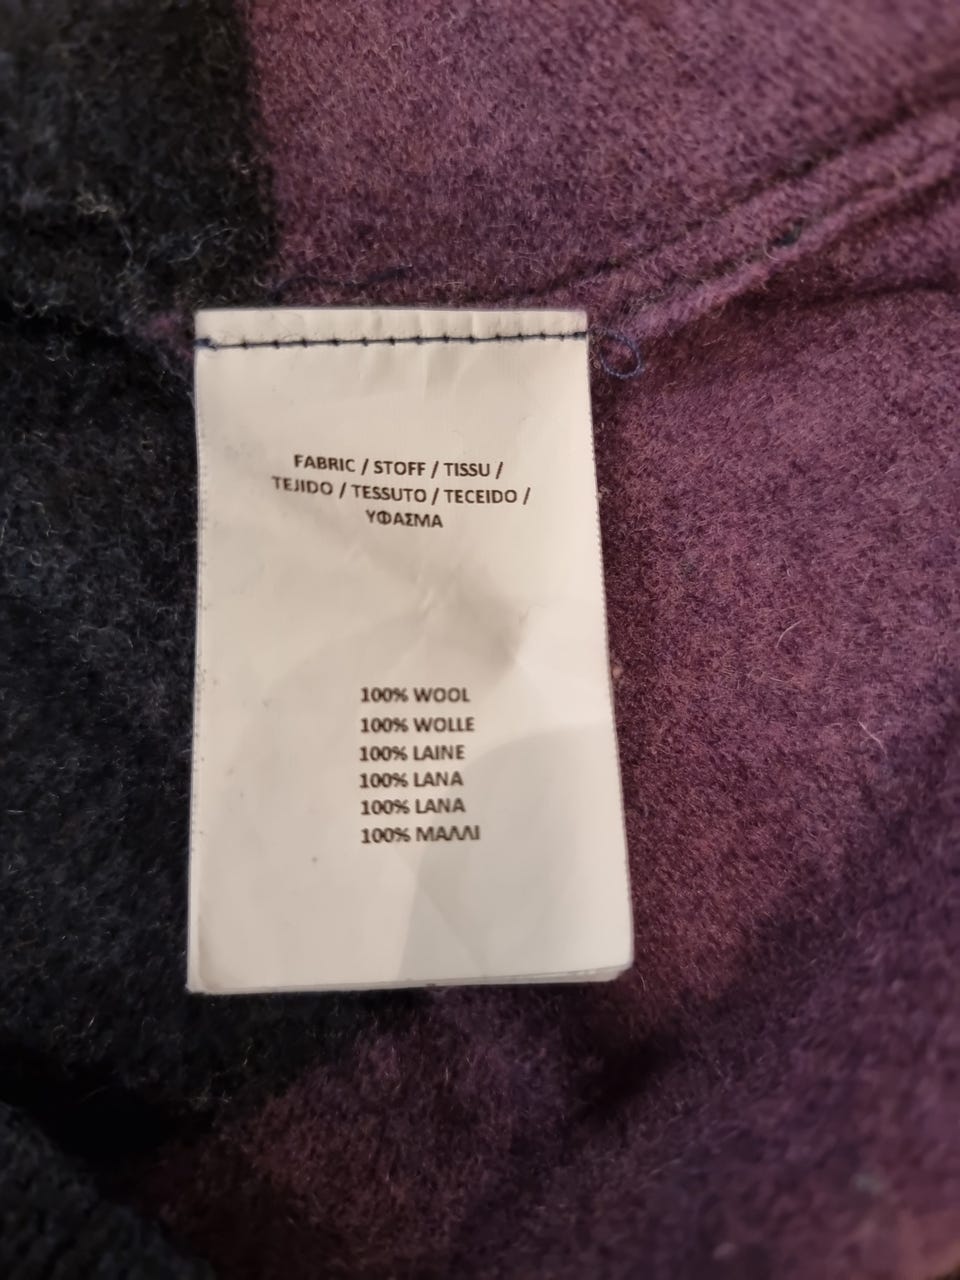 FABRIC / STOFF / TISSU /
TEJIDO / TESSUTO / TECEIDO /
ΥΦΑΣΜΑ
100% WOOL
100% WOLLE
100% LAINE
100% LANA
100% LANA
100% ΜΑΛΛΙ